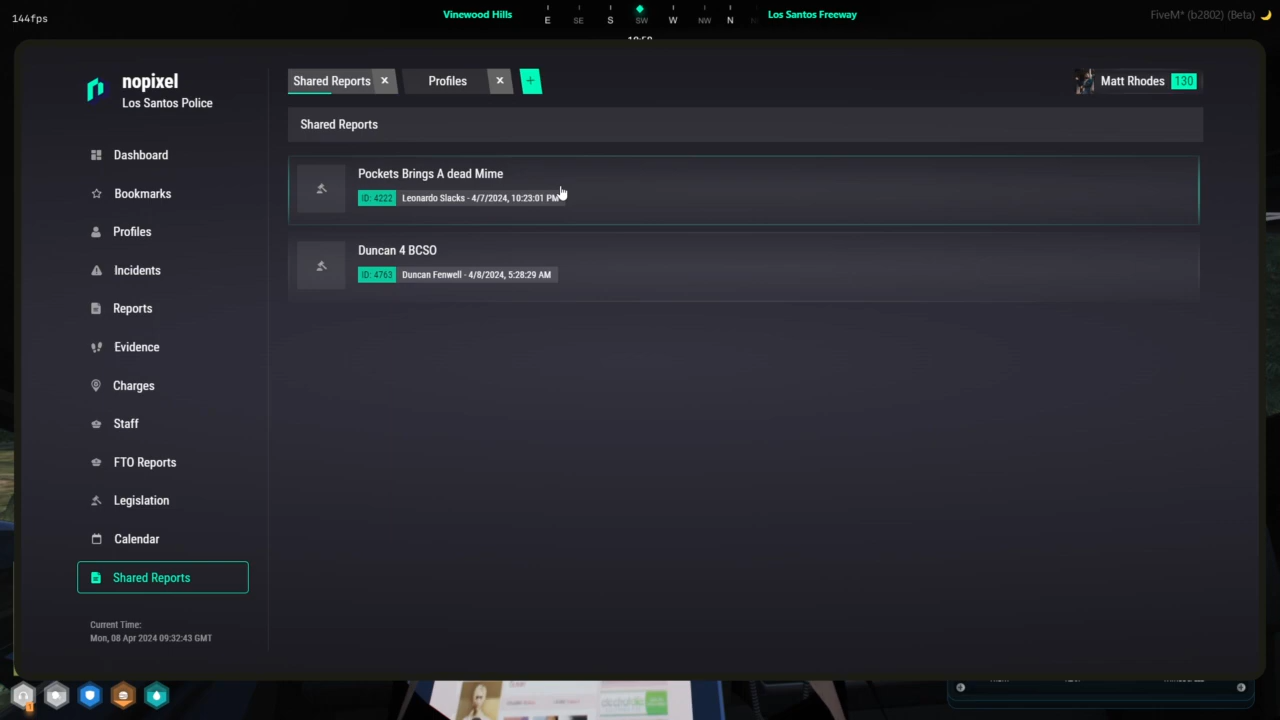 144fps
Vinewood Hills
E SE S SW W NW N
Los Santos Freeway
FiveM* (b2802) (Beta)
nopixel
Los Santos Police
Shared Reports
Profiles
+
Matt Rhodes 130
Shared Reports
Dashboard
Bookmarks
Profiles
Incidents
Reports
Evidence
Charges
Staff
FTO Reports
Legislation
Calendar
Shared Reports
Pockets Brings A dead Mime
ID: 4222 Leonardo Slacks - 4/7/2024, 10:23:01 PM
Duncan 4 BCSO
ID: 4763 Duncan Fenwell - 4/8/2024, 5:28:29 AM
Current Time:
Mon, 08 Apr 2024 09:32:43 GMT